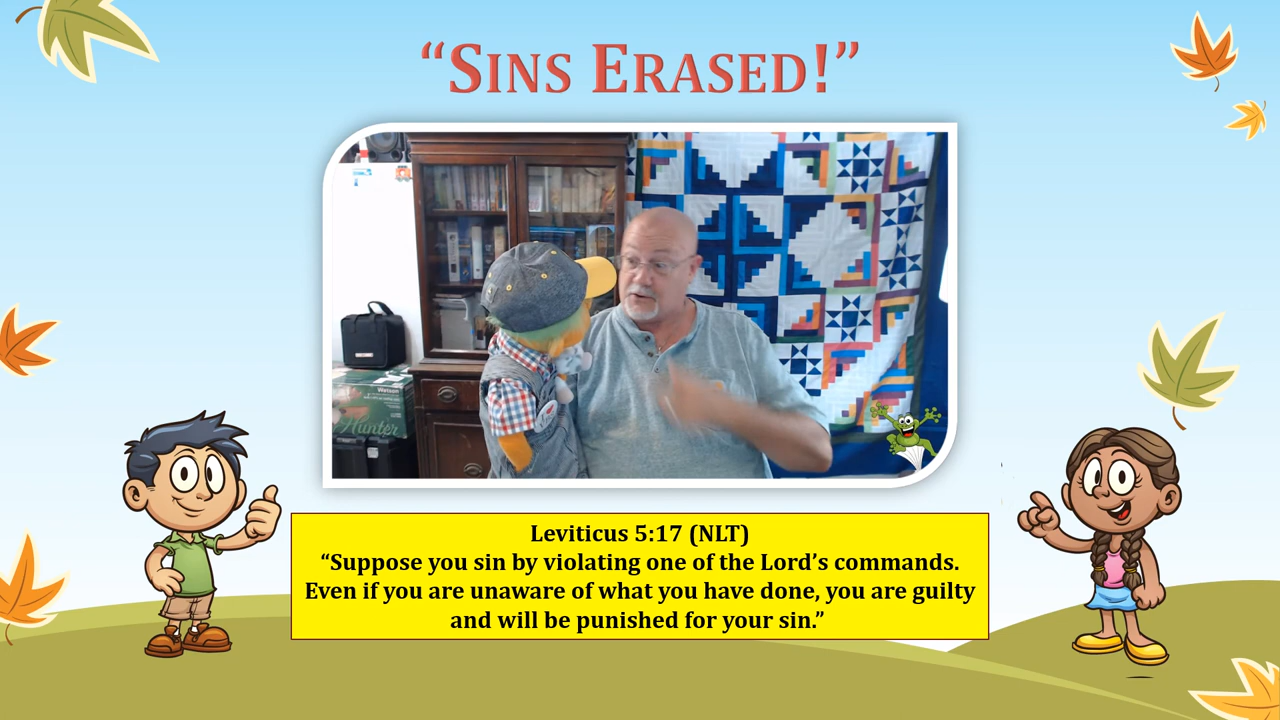 “SINS ERASED!”
Watson
Hunter
Leviticus 5:17 (NLT)
“Suppose you sin by violating one of the Lord’s commands.
Even if you are unaware of what you have done, you are guilty
and will be punished for your sin.”